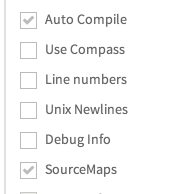 Auto Compile
Use Compass
Line numbers
Unix Newlines
Debug Info
SourceMaps